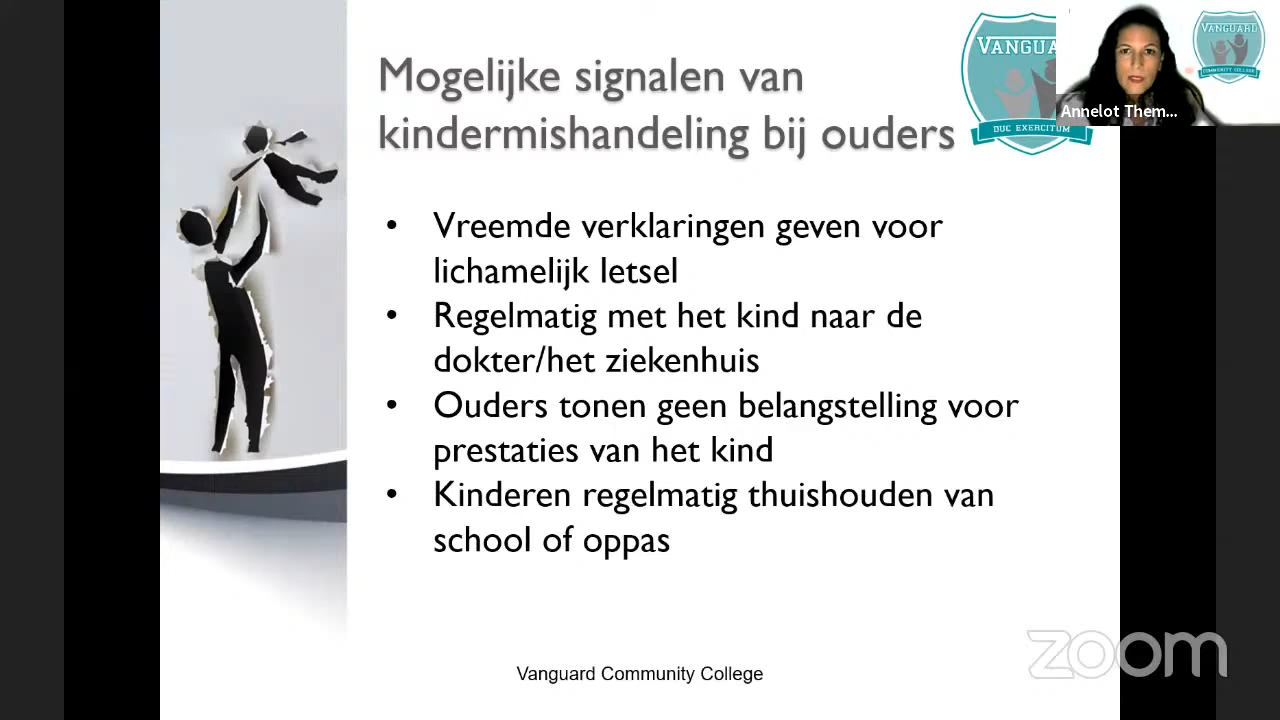 Mogelijke signalen van
kindermishandeling bij ouders
VANGUA
DUC EXERCITUM
VANGUARD
COMMUNITY COLLEGE
Annelot Them...
• Vreemde verklaringen geven voor
lichamelijk letsel
• Regelmatig met het kind naar de
dokter/het ziekenhuis
• Ouders tonen geen belangstelling voor
prestaties van het kind
• Kinderen regelmatig thuishouden van
school of oppas
Vanguard Community College
zoom